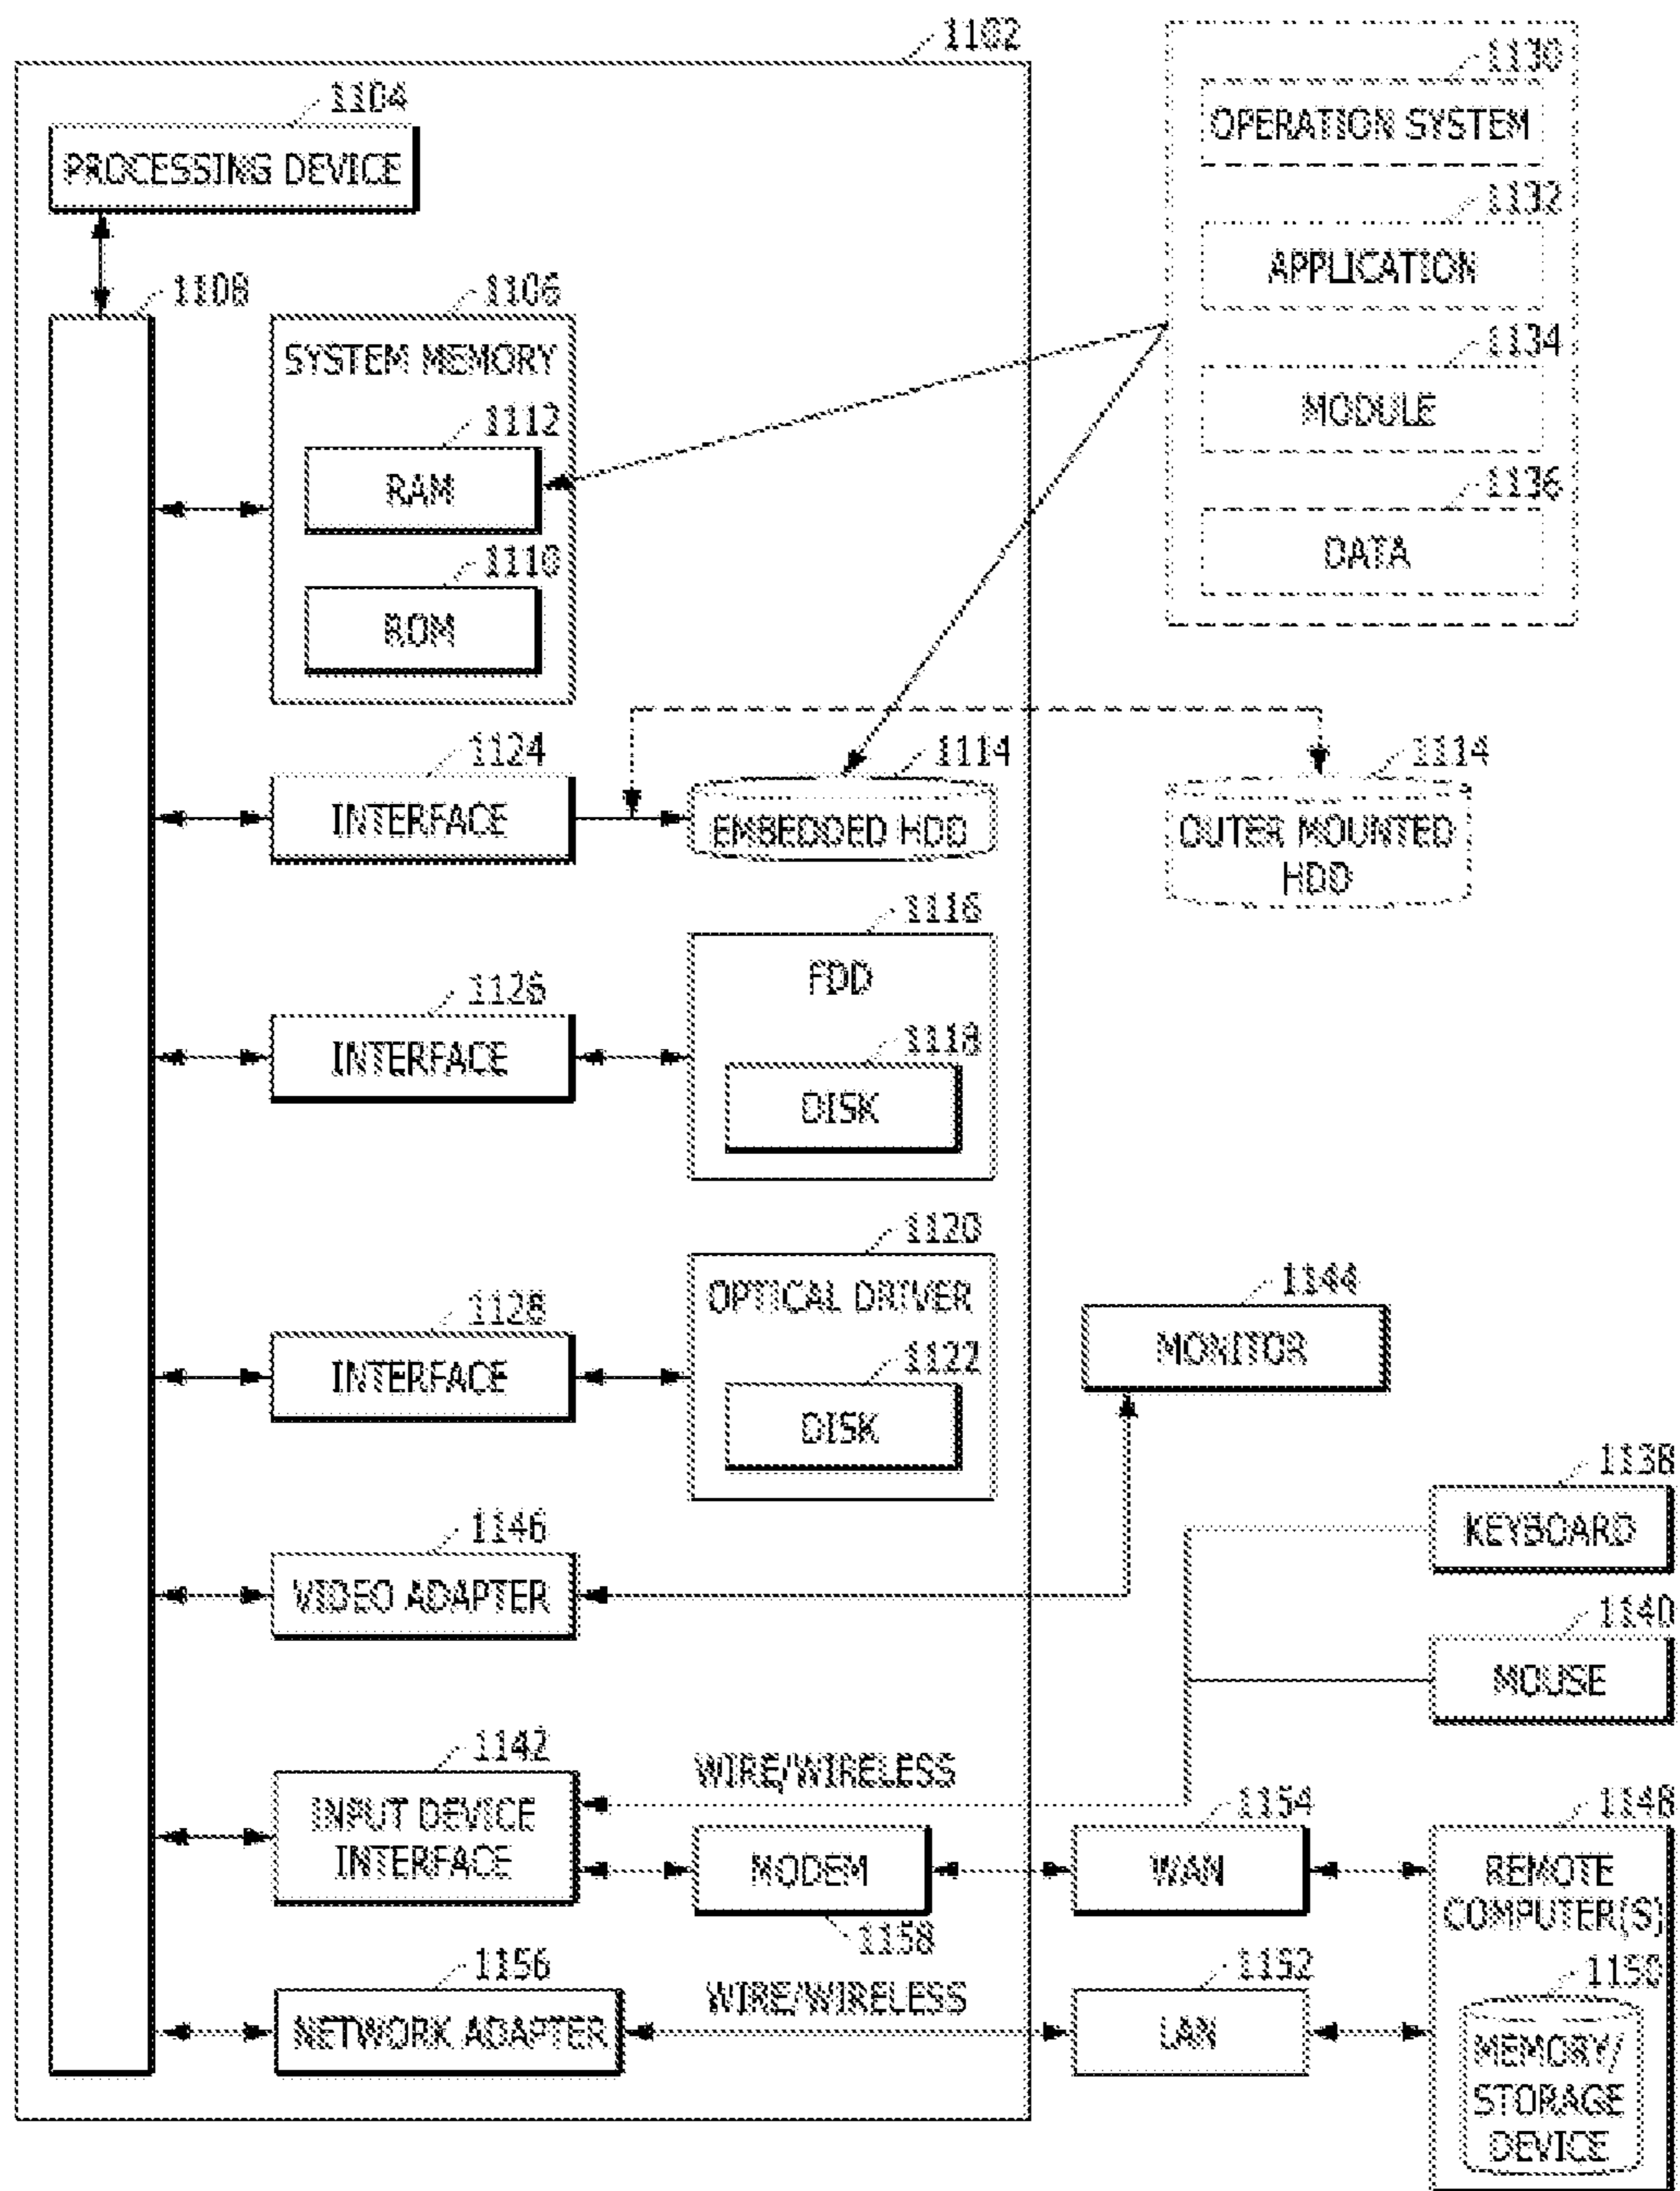 1102
1104
PROCESSING DEVICE
1108
1106
SYSTEM MEMORY
1112
RAM
1110
ROM
1130
OPERATION SYSTEM
1132
APPLICATION
1134
MODULE
1136
DATA
1124
INTERFACE
1114
EMBEDDED HDD
1114
OUTER MOUNTED
HDD
1116
FDD
1126
INTERFACE
1118
DISK
1120
OPTICAL DRIVER
1128
INTERFACE
1122
DISK
1144
MONITOR
1146
VIDEO ADAPTER
1138
KEYBOARD
1140
MOUSE
1142
INPUT DEVICE
INTERFACE
WIRE/WIRELESS
MODEM
1158
1154
WAN
1148
REMOTE
COMPUTER(S)
1156
NETWORK ADAPTER
WIRE/WIRELESS
1152
LAN
1150
MEMORY/
STORAGE
DEVICE